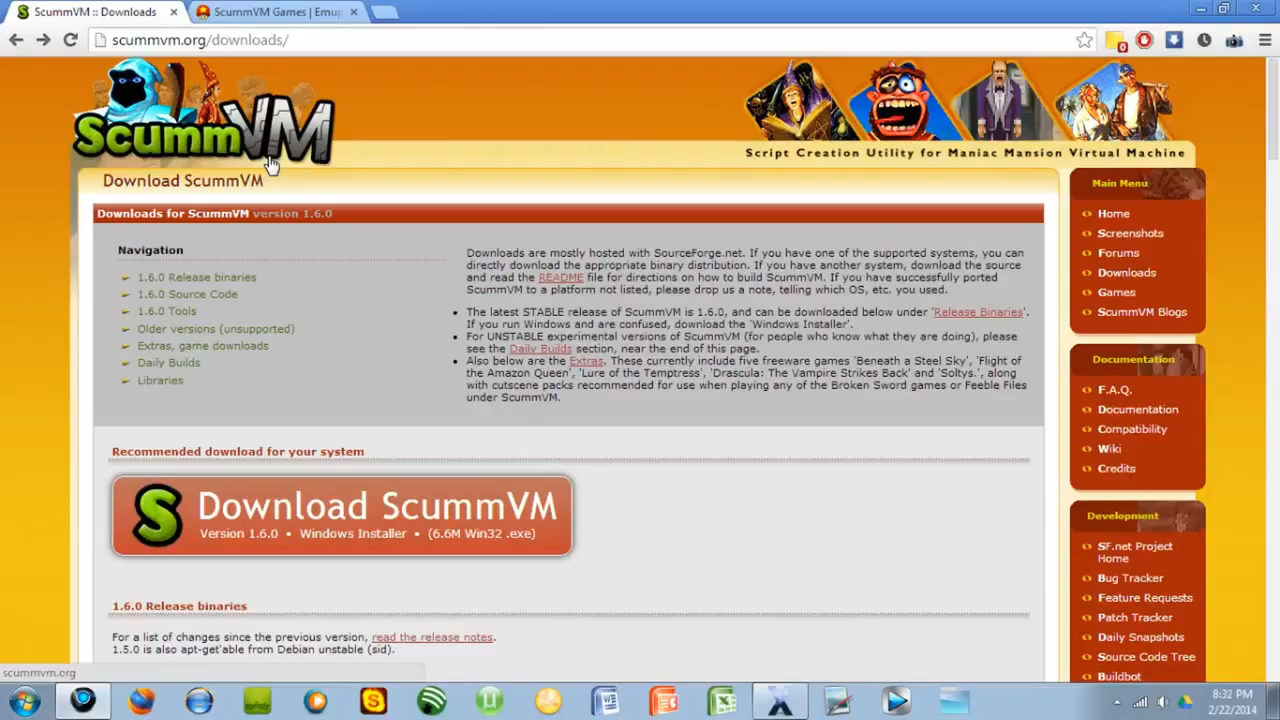 ScummVM :: Downloads
ScummVM Games | Emup
scummvm.org/downloads/
0
ScummVM
Script Creation Utility for Maniac Mansion Virtual Machine
Download ScummVM
Downloads for ScummVM version 1.6.0
Navigation
1.6.0 Release binaries
1.6.0 Source Code
1.6.0 Tools
Older versions (unsupported)
Extras, game downloads
Daily Builds
Libraries
Downloads are mostly hosted with SourceForge.net. If you have one of the supported systems, you can
directly download the appropriate binary distribution. If you have another system, download the source
and read the README file for directions on how to build ScummVM. If you have successfully ported
ScummVM to a platform not listed, please drop us a note, telling which OS, etc. you used.
The latest STABLE release of ScummVM is 1.6.0, and can be downloaded below under 'Release Binaries'.
If you run Windows and are confused, download the 'Windows Installer'.
For UNSTABLE experimental versions of ScummVM (for people who know what they are doing), please
see the Daily Builds section, near the end of this page.
Also below are the Extras. These currently include five freeware games 'Beneath a Steel Sky', 'Flight of
the Amazon Queen', 'Lure of the Temptress', 'Drascula: The Vampire Strikes Back' and 'Soltys.', along
with cutscene packs recommended for use when playing any of the Broken Sword games or Feeble Files
under ScummVM.
Recommended download for your system
S Download ScummVM
Version 1.6.0 • Windows Installer • (6.6M Win32 .exe)
1.6.0 Release binaries
For a list of changes since the previous version, read the release notes.
1.5.0 is also apt-get'able from Debian unstable (sid).
Main Menu
Home
Screenshots
Forums
Downloads
Games
ScummVM Blogs
Documentation
F.A.Q.
Documentation
Compatibility
Wiki
Credits
Development
SF.net Project
Home
Bug Tracker
Feature Requests
Patch Tracker
Daily Snapshots
Source Code Tree
Buildbot
scummvm.org
8:32 PM
2/22/2014